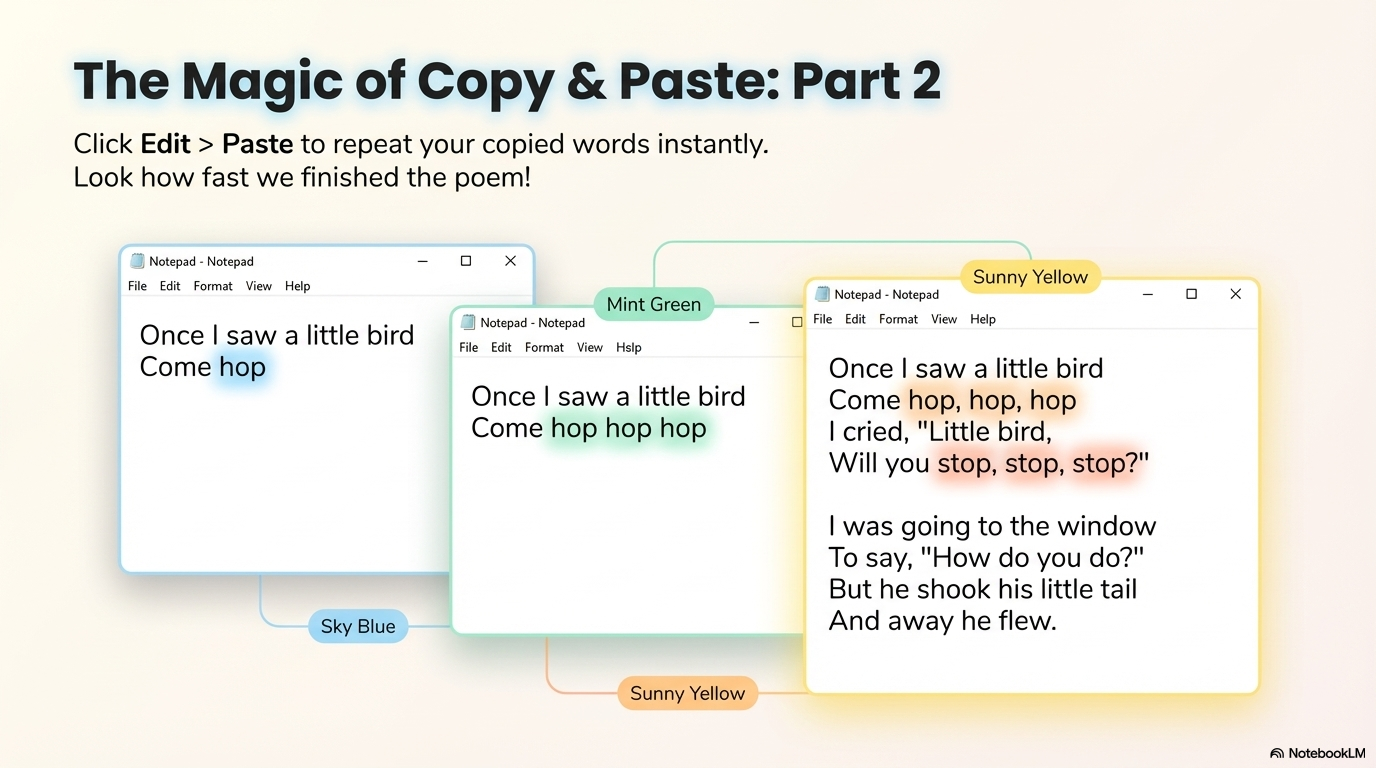 The Magic of Copy & Paste: Part 2
Click Edit > Paste to repeat your copied words instantly.
Look how fast we finished the poem!
Notepad - Notepad
File Edit Format View Help
Once I saw a little bird
Come hop
Sky Blue
Mint Green
Notepad - Notepad
File Edit Format View Hslp
Once I saw a little bird
Come hop hop hop
Sunny Yellow
Sunny Yellow
Notepad - Notepad
File Edit Format View Help
Once I saw a little bird
Come hop, hop, hop
I cried, "Little bird,
Will you stop, stop, stop?"
I was going to the window
To say, "How do you do?"
But he shook his little tail
And away he flew.
NotebookLM